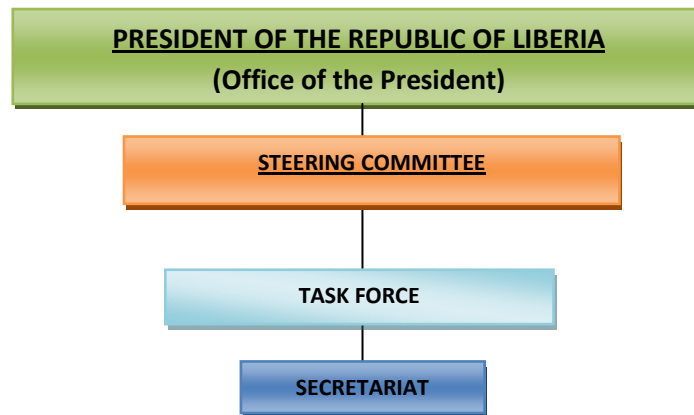 PRESIDENT OF THE REPUBLIC OF LIBERIA
(Office of the President)
STEERING COMMITTEE
TASK FORCE
SECRETARIAT